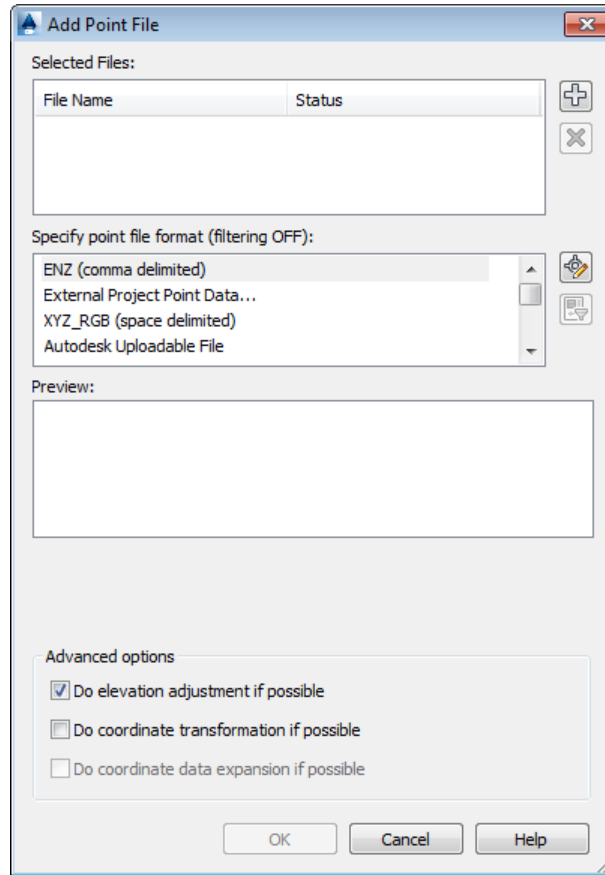 Add Point File
Selected Files:
File Name Status
Specify point file format (filtering OFF):
ENZ (comma delimited)
External Project Point Data...
XYZ_RGB (space delimited)
Autodesk Uploadable File
Preview:
Advanced options
Do elevation adjustment if possible
Do coordinate transformation if possible
Do coordinate data expansion if possible
OK Cancel Help